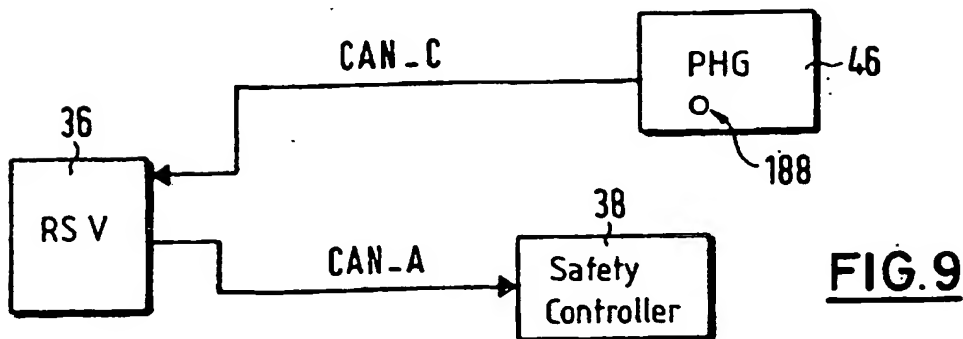 CAN_C
PHG
46
188
36
RS V
CAN_A
38
Safety
Controller
FIG.9